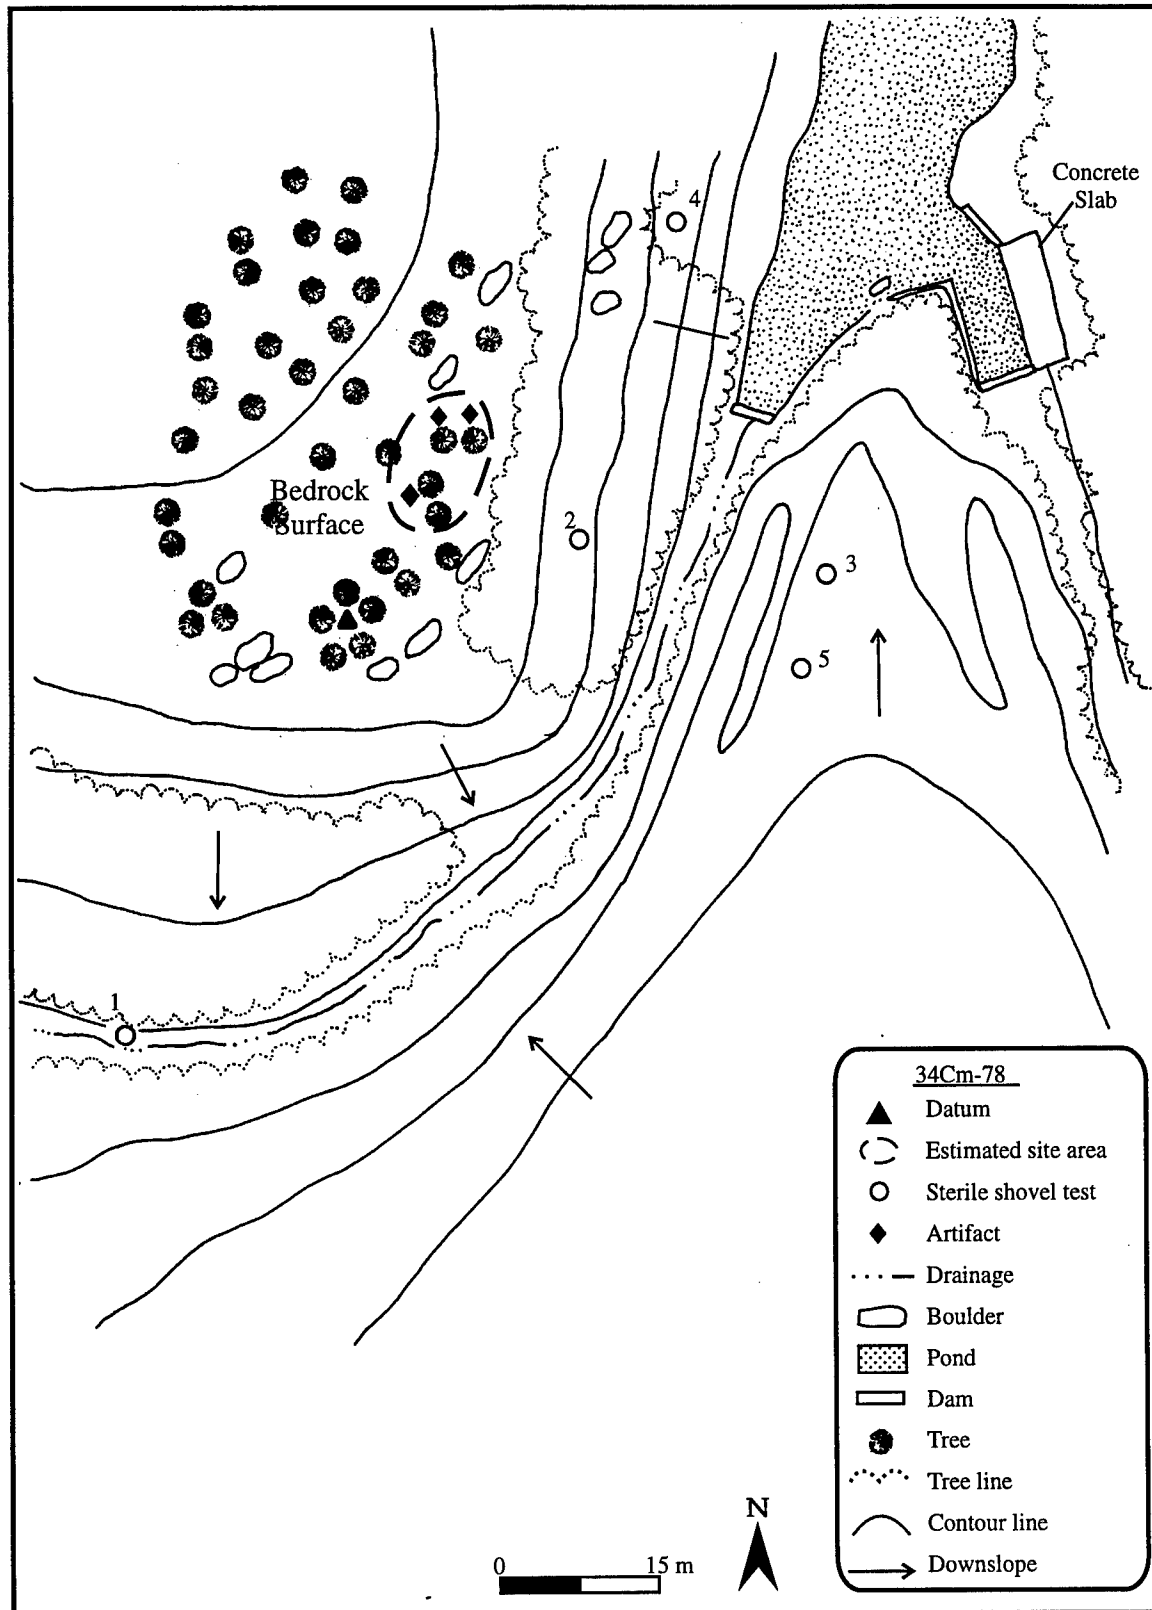 Concrete
Slab
4
Bedrock
Surface
2
3
5
1
34Cm-78
Datum
Estimated site area
Sterile shovel test
Artifact
Drainage
Boulder
Pond
Dam
Tree
Tree line
Contour line
Downslope
N
0 15 m